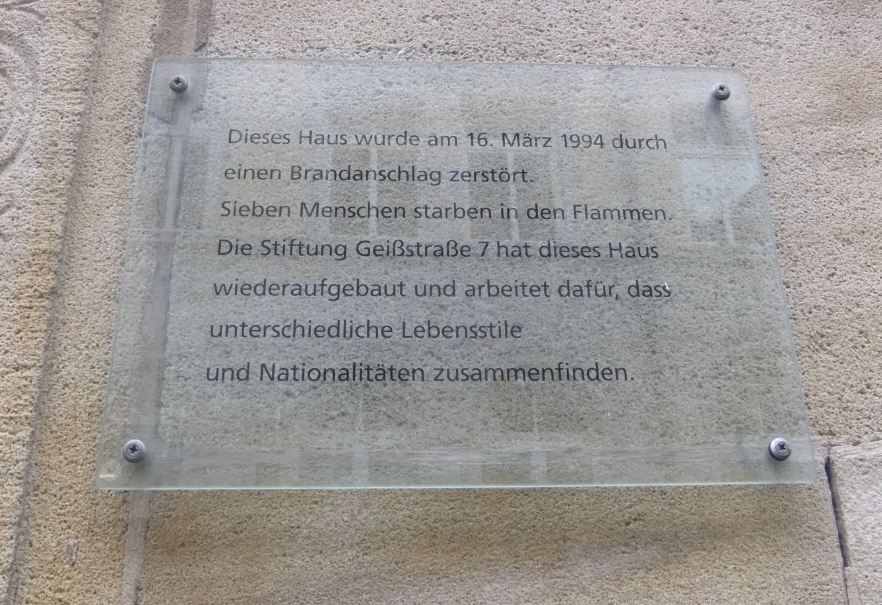 Dieses Haus wurde am 16. März 1994 durch
einen Brandanschlag zerstört.
Sieben Menschen starben in den Flammen.
Die Stiftung Geißstraße 7 hat dieses Haus
wiederaufgebaut und arbeitet dafür, dass
unterschiedliche Lebensstile
und Nationalitäten zusammenfinden.